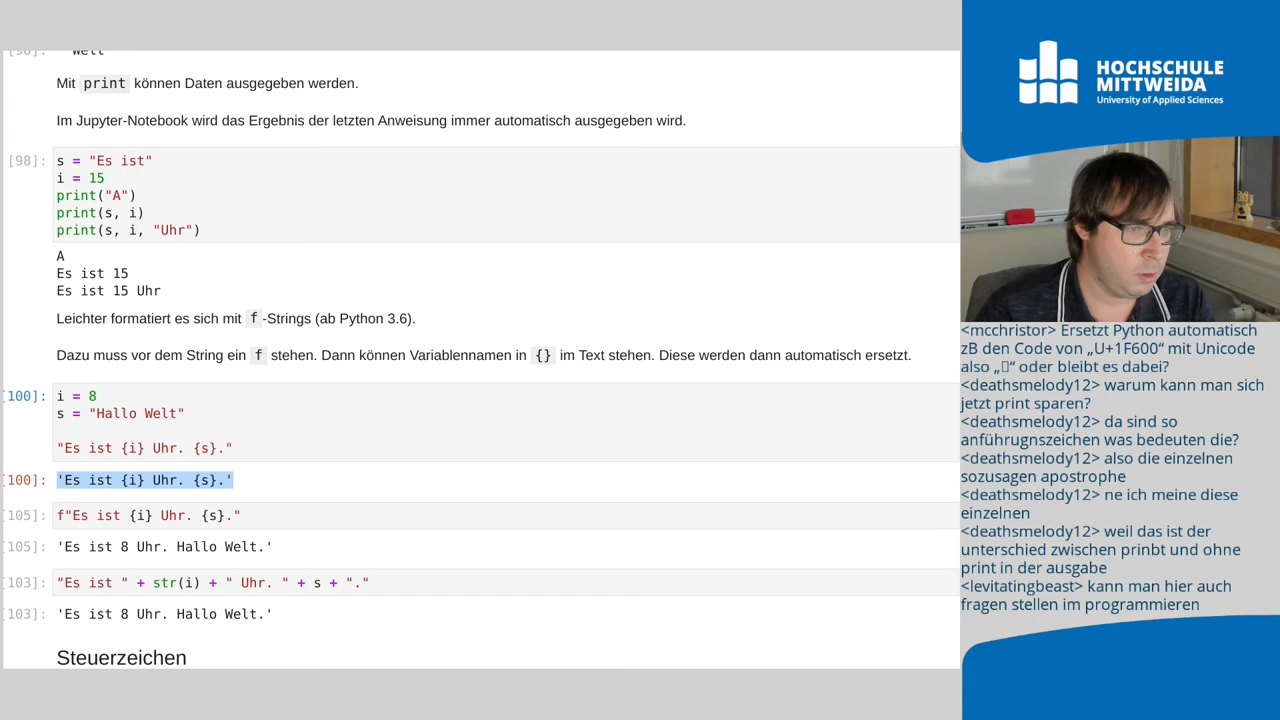 [96]: 'Welt'
Mit print können Daten ausgegeben werden.
Im Jupyter-Notebook wird das Ergebnis der letzten Anweisung immer automatisch ausgegeben wird.
[98]: s = "Es ist"
i = 15
print("A")
print(s, i)
print(s, i, "Uhr")
A
Es ist 15
Es ist 15 Uhr
Leichter formatiert es sich mit f-Strings (ab Python 3.6).
Dazu muss vor dem String ein f stehen. Dann können Variablennamen in {} im Text stehen. Diese werden dann automatisch ersetzt.
[100]: i = 8
s = "Hallo Welt"
"Es ist {i} Uhr. {s}."
[100]: 'Es ist {i} Uhr. {s}.'
[105]: f"Es ist {i} Uhr. {s}."
[105]: 'Es ist 8 Uhr. Hallo Welt.'
[103]: "Es ist " + str(i) + " Uhr. " + s + "."
[103]: 'Es ist 8 Uhr. Hallo Welt.'
Steuerzeichen
HOCHSCHULE
MITTWEIDA
University of Applied Sciences
<mcchristor> Ersetzt Python automatisch
zB den Code von „U+1F600“ mit Unicode
also „▯“ oder bleibt es dabei?
<deathsmelody12> warum kann man sich
jetzt print sparen?
<deathsmelody12> da sind so
anführugnszeichen was bedeuten die?
<deathsmelody12> also die einzelnen
sozusagen apostrophe
<deathsmelody12> ne ich meine diese
einzelnen
<deathsmelody12> weil das ist der
unterschied zwischen prinbt und ohne
print in der ausgabe
<levitatingbeast> kann man hier auch
fragen stellen im programmieren